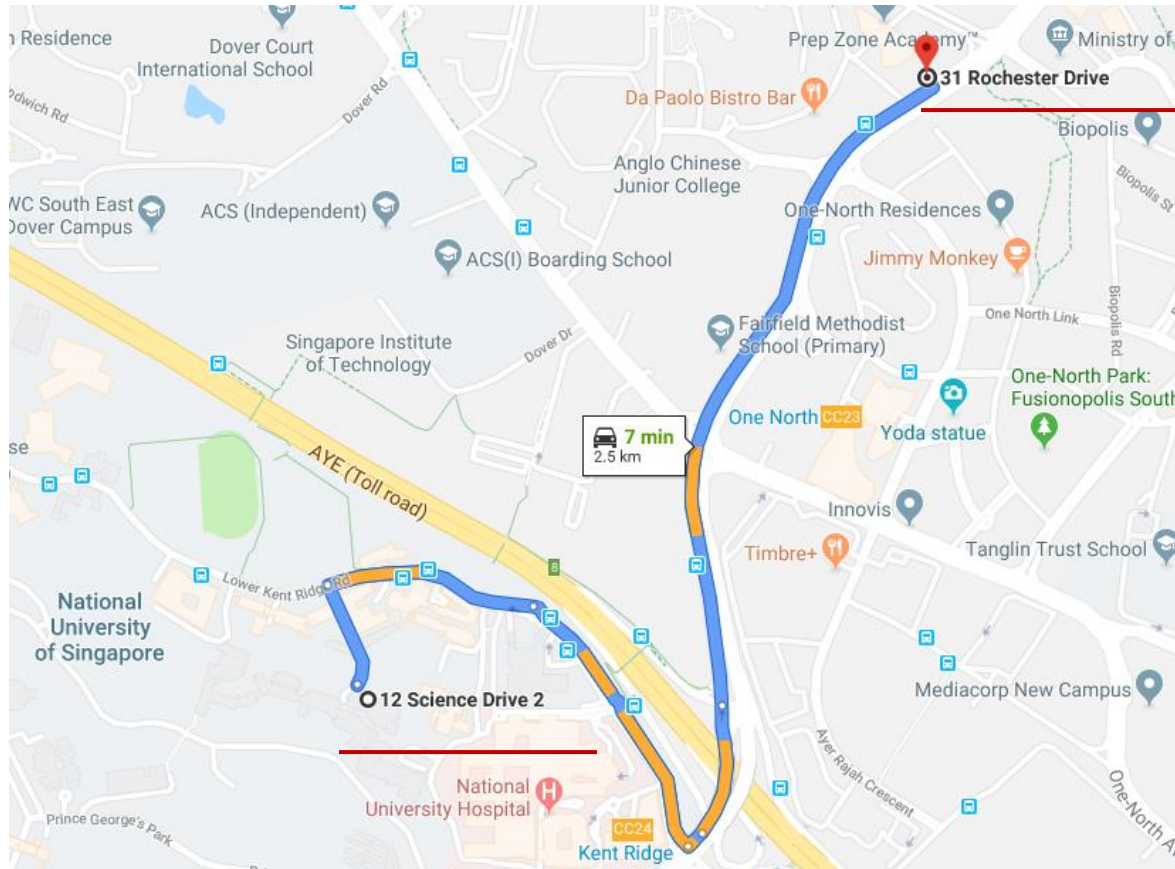 Residence
Dover Court
International School
Prep Zone Academy™
Ministry of
31 Rochester Drive
Da Paolo Bistro Bar
Dover Rd
Biopolis
Anglo Chinese
Junior College
Biopolis St
WC South East
Dover Campus
ACS (Independent)
One-North Residences
ACS(I) Boarding School
Jimmy Monkey
Biopolis Rd
One North Link
Fairfield Methodist
School (Primary)
Singapore Institute
of Technology
Dover Dr
One-North Park:
Fusionopolis South
One North CC23
Yoda statue
7 min
2.5 km
AYE (Toll road)
Innovis
Timbre+
Tanglin Trust School
8
Lower Kent Ridge Rd
National
University
of Singapore
12 Science Drive 2
Mediacorp New Campus
Ayer Rajah Crescent
National
University Hospital
H
Prince George's Park
CC24
Kent Ridge
One-North Av